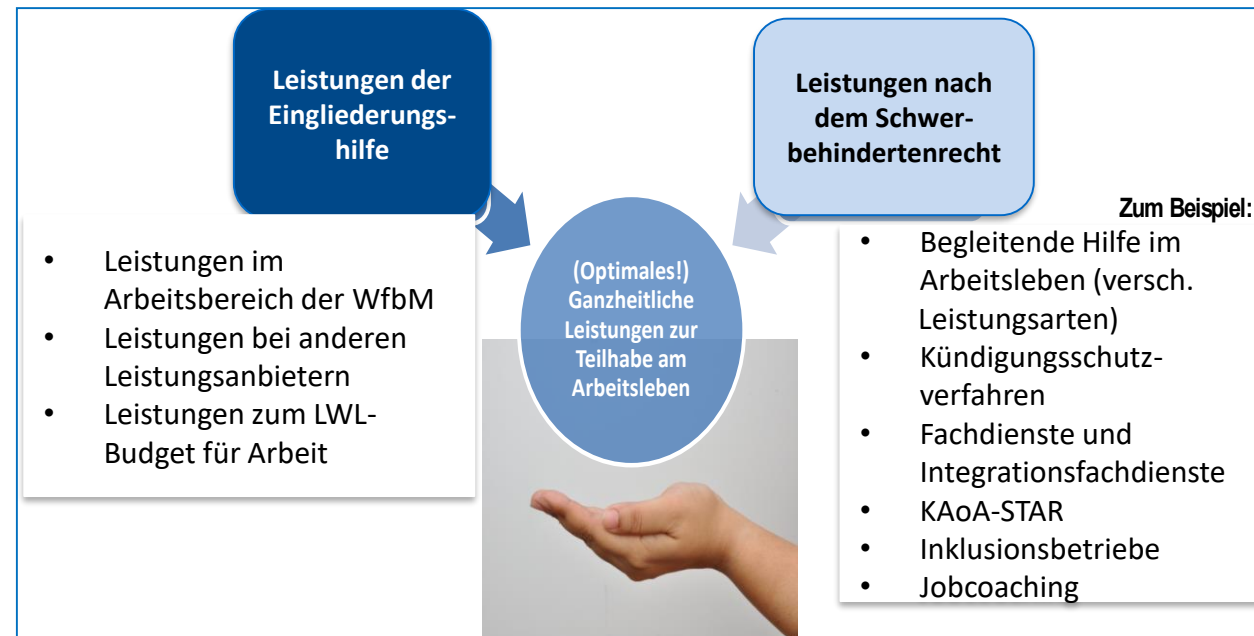 Leistungen der
Eingliederungs-
hilfe
Leistungen nach
dem Schwer-
behindertenrecht
• Leistungen im
Arbeitsbereich der WfbM
• Leistungen bei anderen
Leistungsanbietern
• Leistungen zum LWL-
Budget für Arbeit
(Optimales!)
Ganzheitliche
Leistungen zur
Teilhabe am
Arbeitsleben
Zum Beispiel:
• Begleitende Hilfe im
Arbeitsleben (versch.
Leistungsarten)
• Kündigungsschutz-
verfahren
• Fachdienste und
Integrationsfachdienste
• KAoA-STAR
• Inklusionsbetriebe
• Jobcoaching